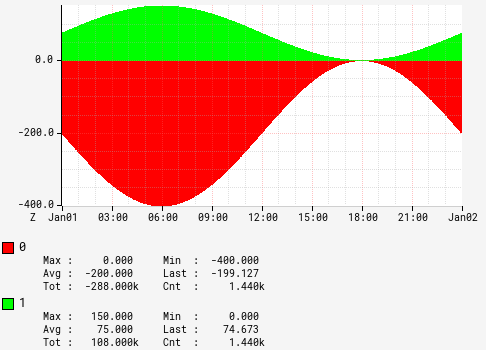 0.0
-200.0
-400.0
Z Jan01 03:00 06:00 09:00 12:00 15:00 18:00 21:00 Jan02
0
Max : 0.000 Min : -400.000
Avg : -200.000 Last : -199.127
Tot : -288.000k Cnt : 1.440k
1
Max : 150.000 Min : 0.000
Avg : 75.000 Last : 74.673
Tot : 108.000k Cnt : 1.440k